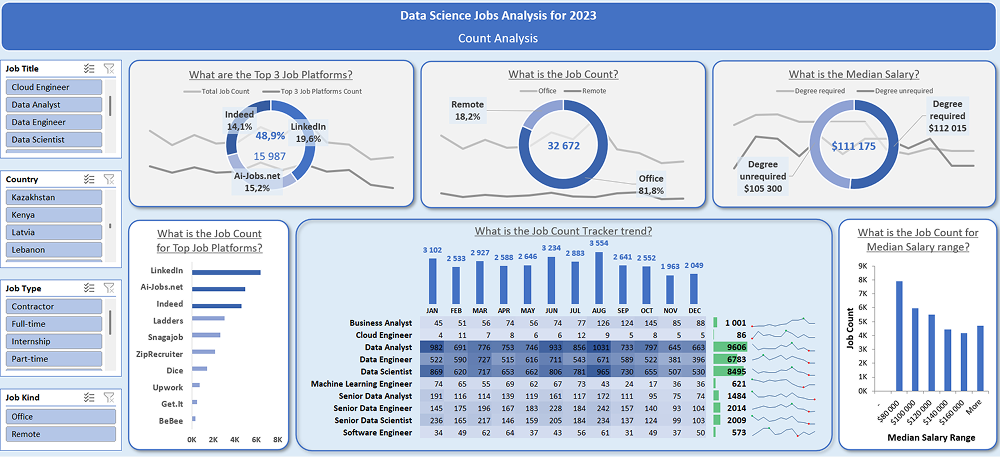 Data Science Jobs Analysis for 2023
Count Analysis
Job Title
Cloud Engineer
Data Analyst
Data Engineer
Data Scientist
Country
Kazakhstan
Kenya
Latvia
Lebanon
Job Type
Contractor
Full-time
Internship
Part-time
Job Kind
Office
Remote
What are the Top 3 Job Platforms?
Total Job Count Top 3 Job Platforms Count
Indeed
14,1%
48,9%
15 987
LinkedIn
19,6%
Ai-Jobs.net
15,2%
What is the Job Count?
Office Remote
Remote
18,2%
32 672
Office
81,8%
What is the Median Salary?
Degree required Degree unrequired
Degree
required
$112 015
$111 175
Degree
unrequired
$105 300
What is the Job Count
for Top Job Platforms?
LinkedIn
Ai-Jobs.net
Indeed
Ladders
Snagajob
ZipRecruiter
Dice
Upwork
Get.It
BeBee
0K 2K 4K 6K 8K
What is the Job Count Tracker trend?
3 102 2 533 2 927 2 588 2 646 3 234 2 883 3 554 2 641 2 552 1 963 2 049
JAN FEB MAR APR MAY JUN JUL AUG SEP OCT NOV DEC
Business Analyst 45 51 56 74 56 74 77 126 124 145 85 88 1 001
Cloud Engineer 4 11 7 8 6 6 12 9 5 8 5 5 86
Data Analyst 982 691 776 753 746 933 856 1031 733 797 645 663 9606
Data Engineer 522 590 727 515 616 711 543 671 589 522 381 396 6783
Data Scientist 869 620 717 653 662 806 781 965 730 655 507 530 8495
Machine Learning Engineer 74 65 55 69 62 67 73 43 24 17 36 36 621
Senior Data Analyst 191 116 114 139 119 161 117 172 111 95 75 74 1484
Senior Data Engineer 145 175 196 167 183 228 184 242 157 140 93 104 2014
Senior Data Scientist 236 165 217 146 159 205 184 234 137 124 99 103 2009
Software Engineer 34 49 62 64 37 43 56 61 31 49 37 50 573
What is the Job Count for
Median Salary range?
9K
8K
7K
6K
5K
4K
3K
2K
1K
0K
Job Count
- $80 000 $100 000 $120 000 $140 000 $160 000 More
Median Salary Range